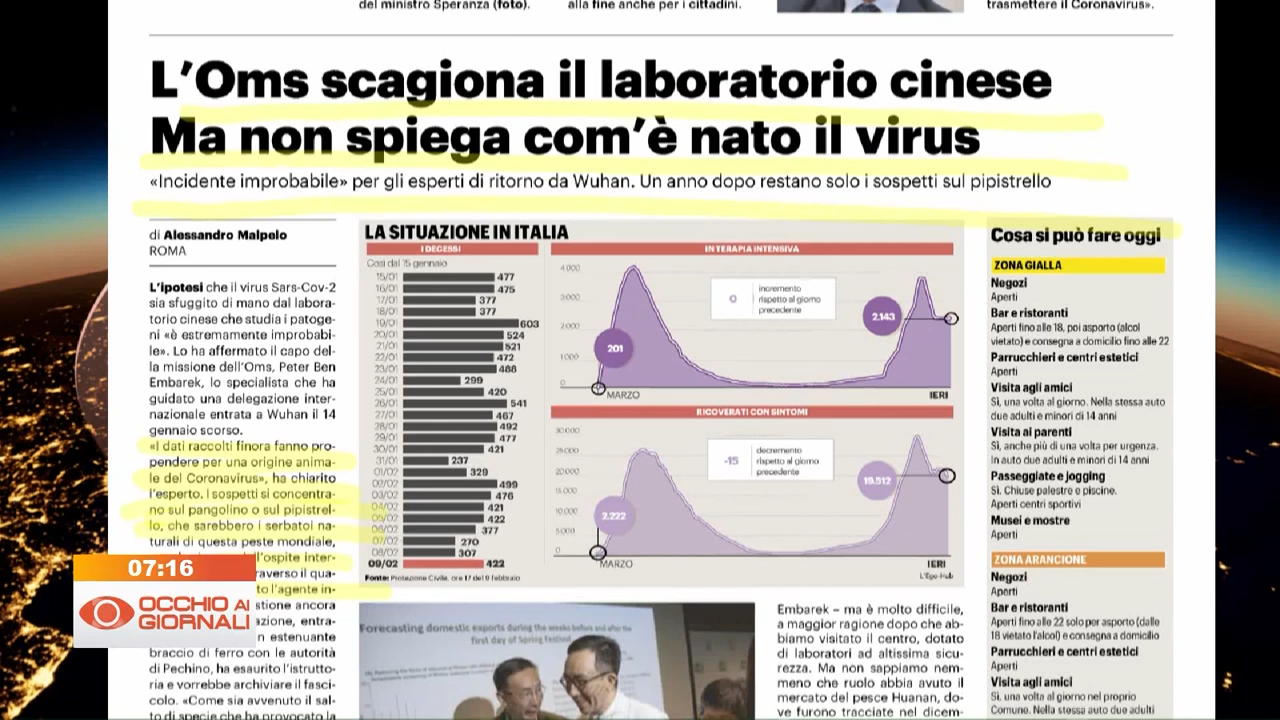 del ministro Speranza (foto).
alla fine anche per i cittadini.
trasmettere il Coronavirus».
L'Oms scagiona il laboratorio cinese
Ma non spiega com'è nato il virus
«Incidente improbabile» per gli esperti di ritorno da Wuhan. Un anno dopo restano solo i sospetti sul pipistrello
di Alessandro Malpelo
ROMA
L'ipotesi che il virus Sars-Cov-2
sia sfuggito di mano dal labora-
torio cinese che studia i patoge-
ni «è estremamente improbabi-
le». Lo ha affermato il capo del-
la missione dell'Oms, Peter Ben
Embarek, lo specialista che ha
guidato una delegazione inter-
nazionale entrata a Wuhan il 14
gennaio scorso.
«I dati raccolti finora fanno pro-
pendere per una origine anima-
le del Coronavirus», ha chiarito
l'esperto. I sospetti si concentra-
no sul pangolino o sul pipistrel-
lo, che sarebbero i serbatoi na-
turali di questa peste mondiale,
l'ospite inter-
raverso il qua-
to l'agente in-
stione ancora
azione, entra-
n estenuante
braccio di ferro con le autorità
di Pechino, ha esaurito l'istrutto-
ria e vorrebbe archiviare il fasci-
colo. «Come sia avvenuto il sal-
to di specie che ha provocato la
LA SITUAZIONE IN ITALIA
I DECESSI
Così dal 15 gennaio
15/01 477
16/01 475
17/01 377
18/01 377
19/01 603
20/01 524
21/01 521
22/01 472
23/01 488
24/01 299
25/01 420
26/01 541
27/01 467
28/01 492
29/01 477
30/01 421
31/01 237
01/02 329
02/02 499
03/02 476
04/02 421
05/02 422
06/02 377
07/02 270
08/02 307
09/02 422
Fonte: Protezione Civile, ore 17 del 9 febbraio
IN TERAPIA INTENSIVA
4.000
3.000
2.000
1.000
0
201
0
incremento
rispetto al giorno
precedente
2.143
MARZO
IERI
RICOVERATI CON SINTOMI
30.000
25.000
20.000
15.000
10.000
5.000
0
2.222
-15
decremento
rispetto al giorno
precedente
19.512
MARZO
IERI
L'Ego-Hub
Forecasting domestic exports during the weeks before and after the
first day of Spring festival
Embarek – ma è molto difficile,
a maggior ragione dopo che ab-
biamo visitato il centro, dotato
di laboratori ad altissima sicu-
rezza. Ma non sappiamo nem-
meno che ruolo abbia avuto il
mercato del pesce Huanan, do-
ve furono tracciate nel dicem-
Cosa si può fare oggi
ZONA GIALLA
Negozi
Aperti
Bar e ristoranti
Aperti fino alle 18, poi asporto (alcol
vietato) e consegna a domicilio fino alle 22
Parrucchieri e centri estetici
Aperti
Visita agli amici
Sì, una volta al giorno. Nella stessa auto
due adulti e minori di 14 anni
Visita ai parenti
Sì, anche più di una volta per urgenza.
In auto due adulti e minori di 14 anni
Passeggiate e jogging
Sì. Chiuse palestre e piscine.
Aperti centri sportivi
Musei e mostre
Aperti
ZONA ARANCIONE
Negozi
Aperti
Bar e ristoranti
Aperti fino alle 22 solo per asporto (dalle
18 vietato l'alcol) e consegna a domicilio
Parrucchieri e centri estetici
Aperti
Visita agli amici
Sì, una volta al giorno nel proprio
Comune. Nella stessa auto due adulti
07:16
OCCHIO AI
GIORNALI